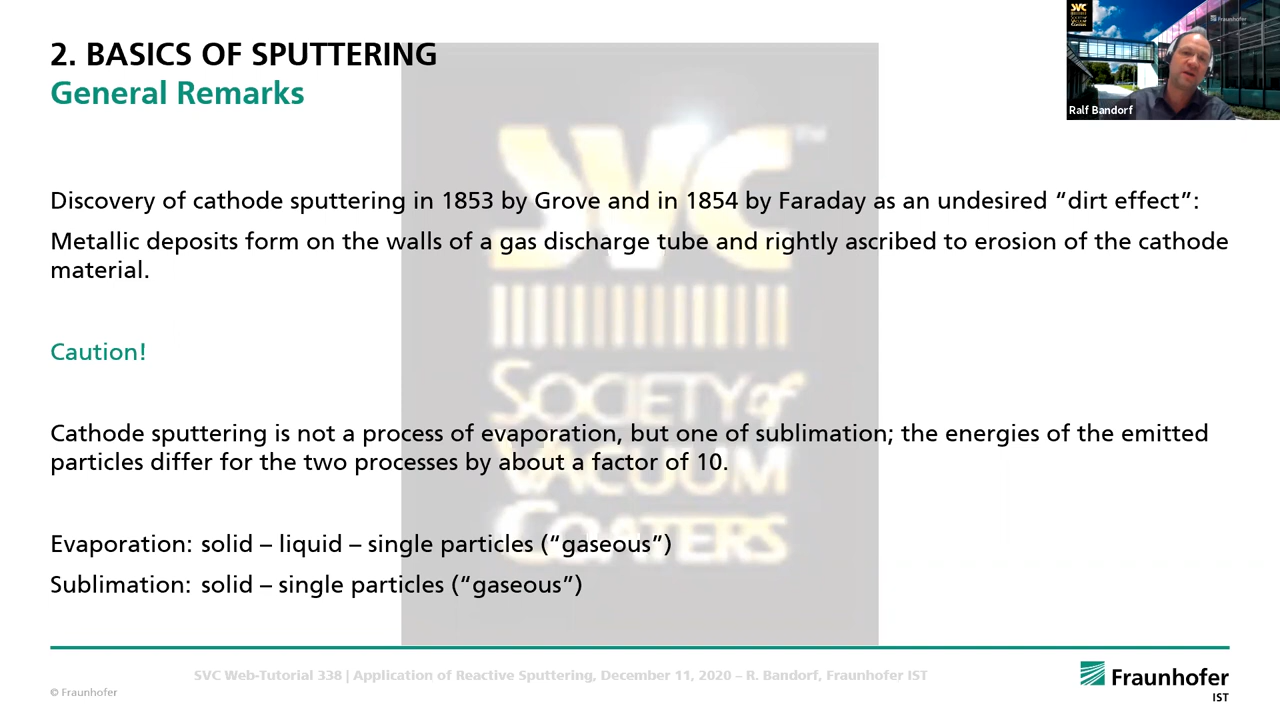 2. BASICS OF SPUTTERING
General Remarks
Ralf Bandorf
Fraunhofer
SVC
Discovery of cathode sputtering in 1853 by Grove and in 1854 by Faraday as an undesired “dirt effect”:
Metallic deposits form on the walls of a gas discharge tube and rightly ascribed to erosion of the cathode
material.
Caution!
Cathode sputtering is not a process of evaporation, but one of sublimation; the energies of the emitted
particles differ for the two processes by about a factor of 10.
Evaporation: solid – liquid – single particles (“gaseous”)
Sublimation: solid – single particles (“gaseous”)
SVC TM
SOCIETY of
VACUUM
COATERS
SVC Web-Tutorial 338 | Application of Reactive Sputtering, December 11, 2020 – R. Bandorf, Fraunhofer IST
© Fraunhofer
Fraunhofer
IST